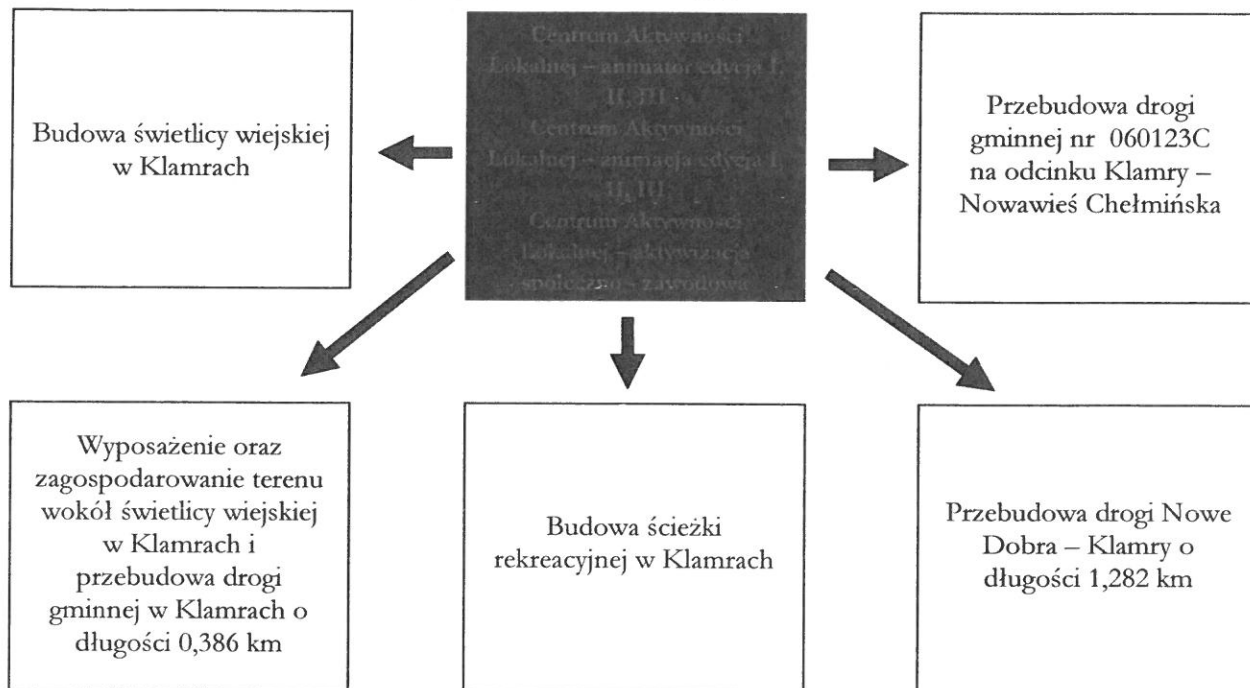 Budowa świetlicy wiejskiej
w Klamrach
Centrum Aktywności
Lokalnej – animator edycja I,
II, III
Centrum Aktywności
Lokalnej – animacja edycja I,
II, III
Centrum Aktywności
Lokalnej – aktywizacja
społeczno – zawodowa
Przebudowa drogi
gminnej nr 060123C
na odcinku Klamry –
Nowawieś Chełmińska
Wyposażenie oraz
zagospodarowanie terenu
wokół świetlicy wiejskiej
w Klamrach i
przebudowa drogi
gminnej w Klamrach o
długości 0,386 km
Budowa ścieżki
rekreacyjnej w Klamrach
Przebudowa drogi Nowe
Dobra – Klamry o
długości 1,282 km